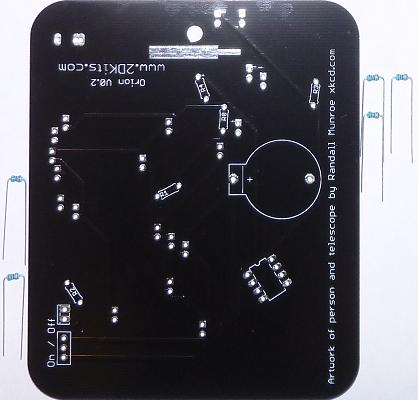 www.2DKits.com
Orion V0.2
Artwork of person and telescope by Randall Munroe xkcd.com
On / Off
+